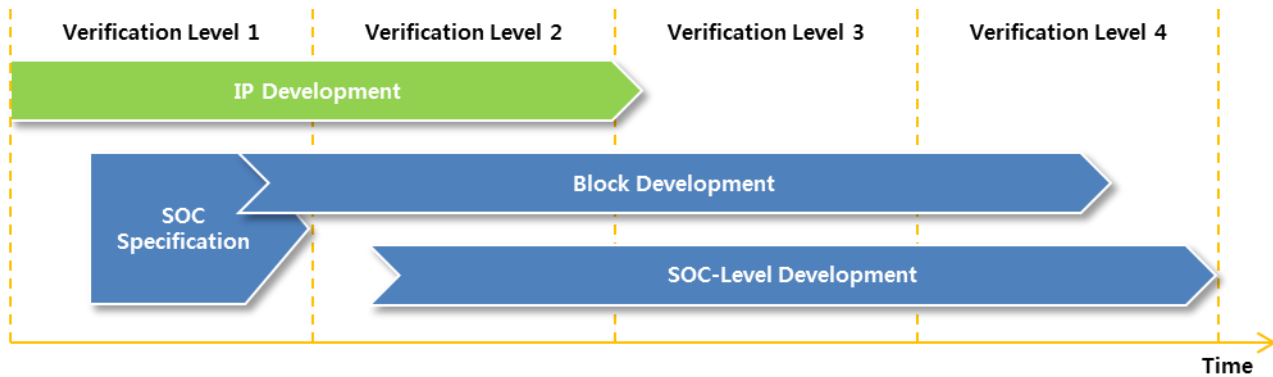 Verification Level 1
Verification Level 2
Verification Level 3
Verification Level 4
IP Development
Block Development
SOC
Specification
SOC-Level Development
Time